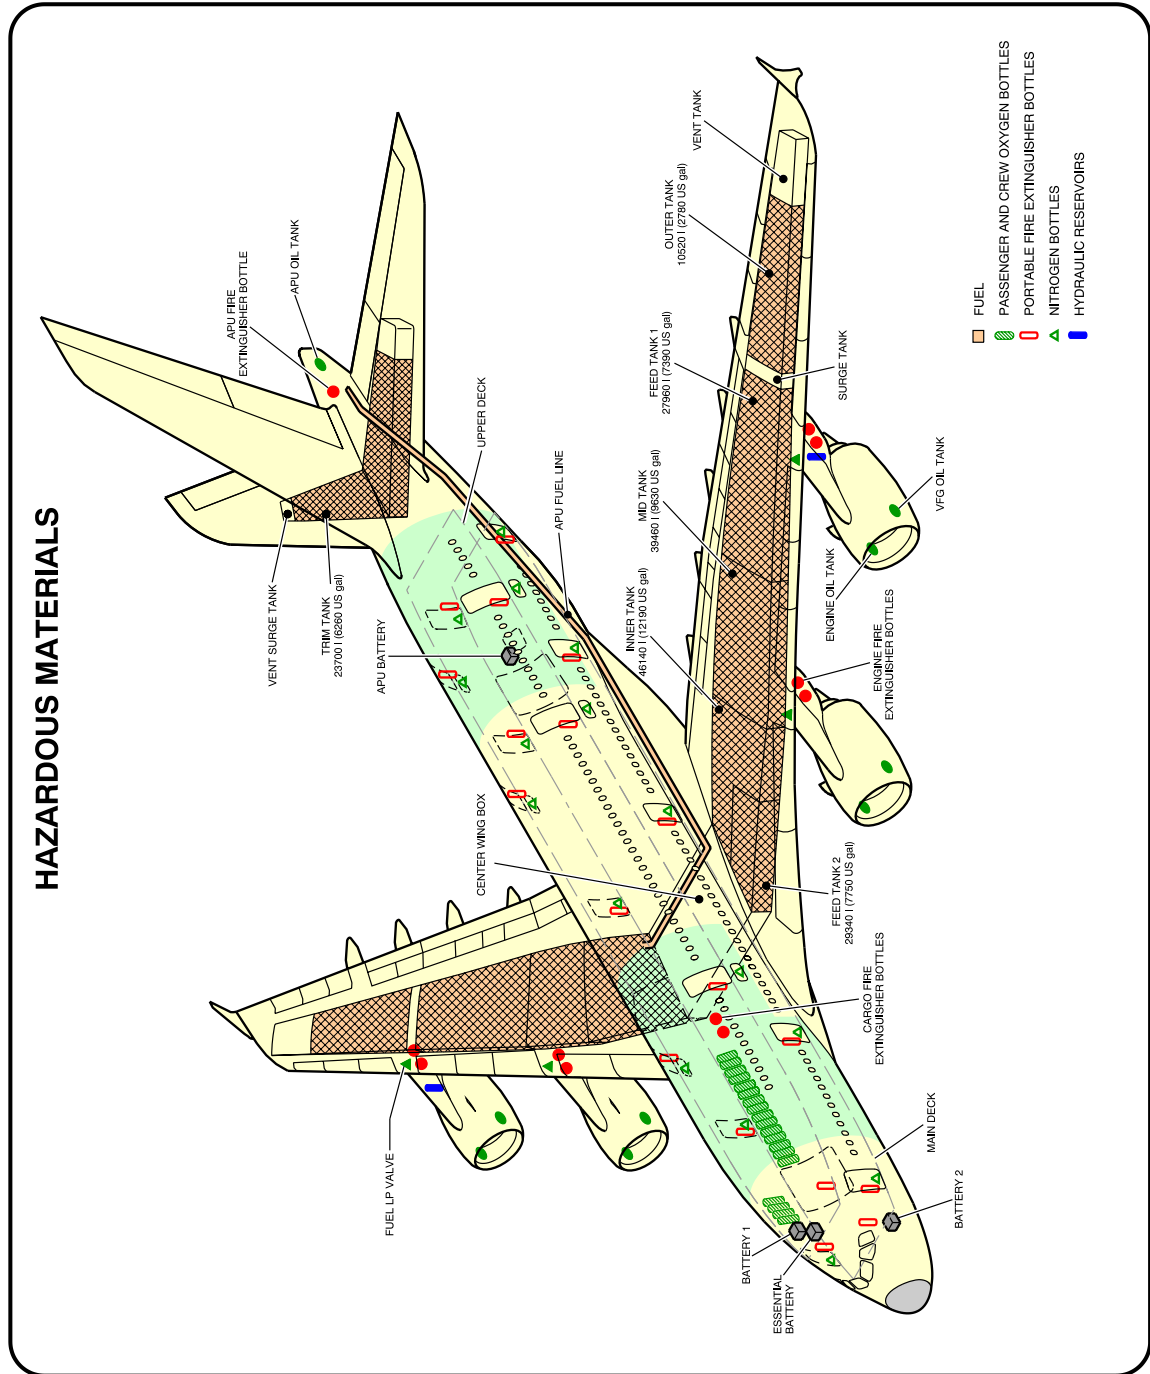 HAZARDOUS MATERIALS
APU FIRE
EXTINGUISHER BOTTLE
APU OIL TANK
VENT SURGE TANK
TRIM TANK
23700 l (6260 US gal)
APU BATTERY
UPPER DECK
APU FUEL LINE
CENTER WING BOX
FUEL LP VALVE
VENT TANK
OUTER TANK
10520 l (2780 US gal)
FEED TANK 1
27960 l (7390 US gal)
MID TANK
39460 l (9630 US gal)
INNER TANK
46140 l (12190 US gal)
SURGE TANK
VFG OIL TANK
ENGINE OIL TANK
ENGINE FIRE
EXTINGUISHER BOTTLES
FEED TANK 2
29340 l (7750 US gal)
CARGO FIRE
EXTINGUISHER BOTTLES
MAIN DECK
BATTERY 2
BATTERY 1
ESSENTIAL
BATTERY
FUEL
PASSENGER AND CREW OXYGEN BOTTLES
PORTABLE FIRE EXTINGUISHER BOTTLES
NITROGEN BOTTLES
HYDRAULIC RESERVOIRS